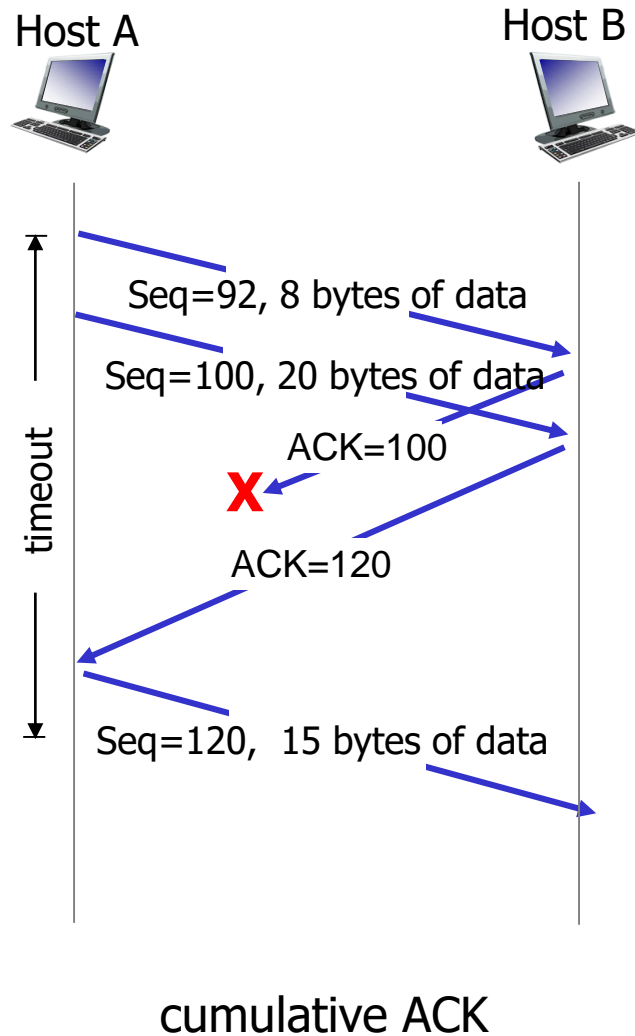 Host A
Host B
Seq=92, 8 bytes of data
Seq=100, 20 bytes of data
ACK=100
X
timeout
ACK=120
Seq=120,  15 bytes of data
cumulative ACK